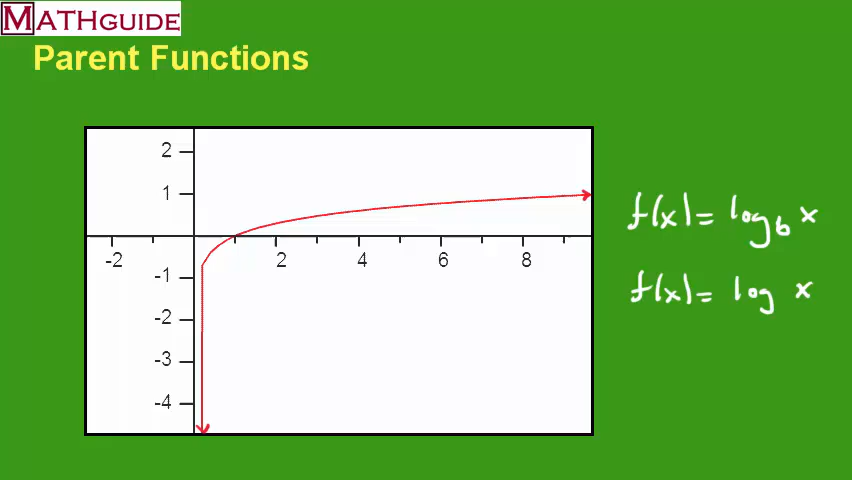 MATHGUIDE
Parent Functions
2
1
-2 2 4 6 8
-1
-2
-3
-4
f(x) = log_b x
f(x) = log x